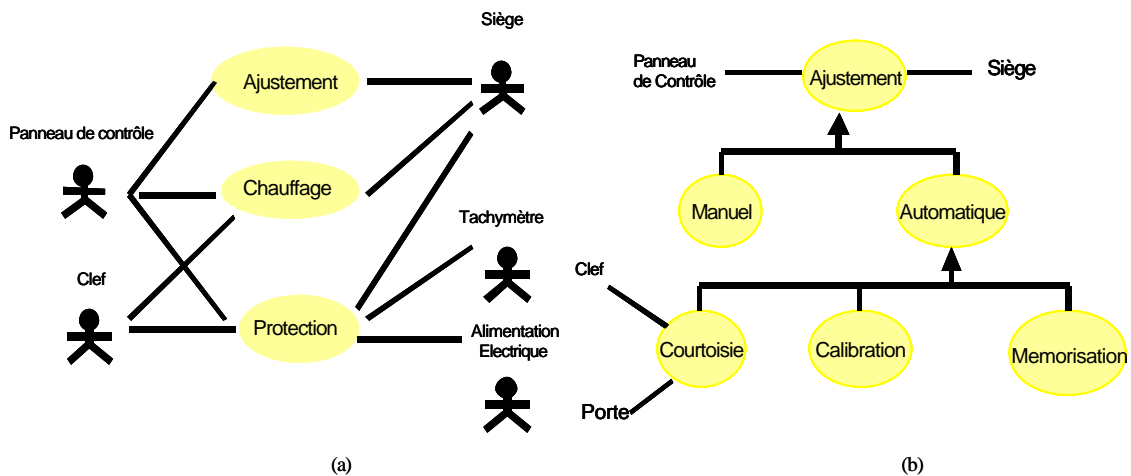 Siège
Ajustement
Panneau de contrôle
Chauffage
Tachymètre
Clef
Protection
Alimentation
Electrique
(a)
Panneau
de Contrôle
Ajustement
Siège
Manuel
Automatique
Clef
Courtoisie
Calibration
Memorisation
Porte
(b)